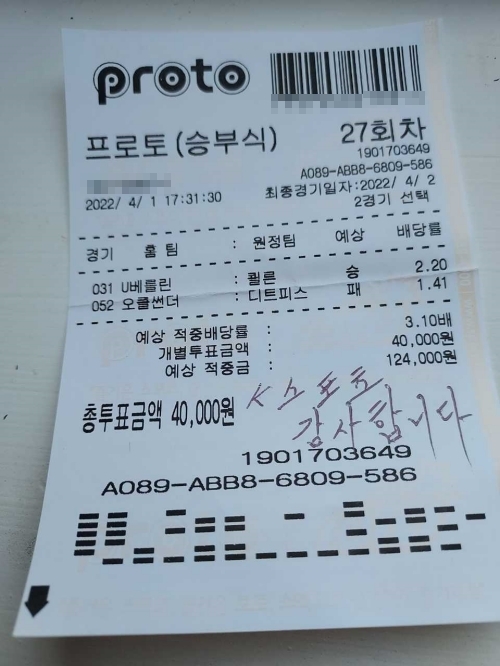 proto
프로토 (승부식) 27회차
1901703649
A089-ABB8-6809-586
2022/ 4/ 1 17:31:30
최종경기일자:2022/ 4/ 2
2경기 선택
경기 홈 팀 : 원정팀 예상 배당률
031 U베를린 : 쾰른 승 2.20
052 오클썬더 : 디트피스 패 1.41
예상 적중배당률 : 3.10배
개별투표금액 : 40,000원
예상 적중금 : 124,000원
총투표금액 40,000원
스포츠
감사합니다
1901703649
A089-ABB8-6809-586